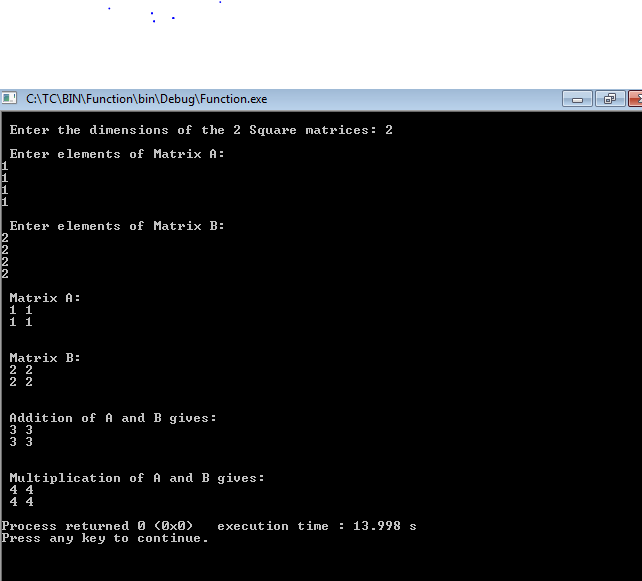 C:\TC\BIN\Function\bin\Debug\Function.exe
Enter the dimensions of the 2 Square matrices: 2
Enter elements of Matrix A:
1
1
1
1
Enter elements of Matrix B:
2
2
2
2
Matrix A:
1 1
1 1
Matrix B:
2 2
2 2
Addition of A and B gives:
3 3
3 3
Multiplication of A and B gives:
4 4
4 4
Process returned 0 (0x0)   execution time : 13.998 s
Press any key to continue.